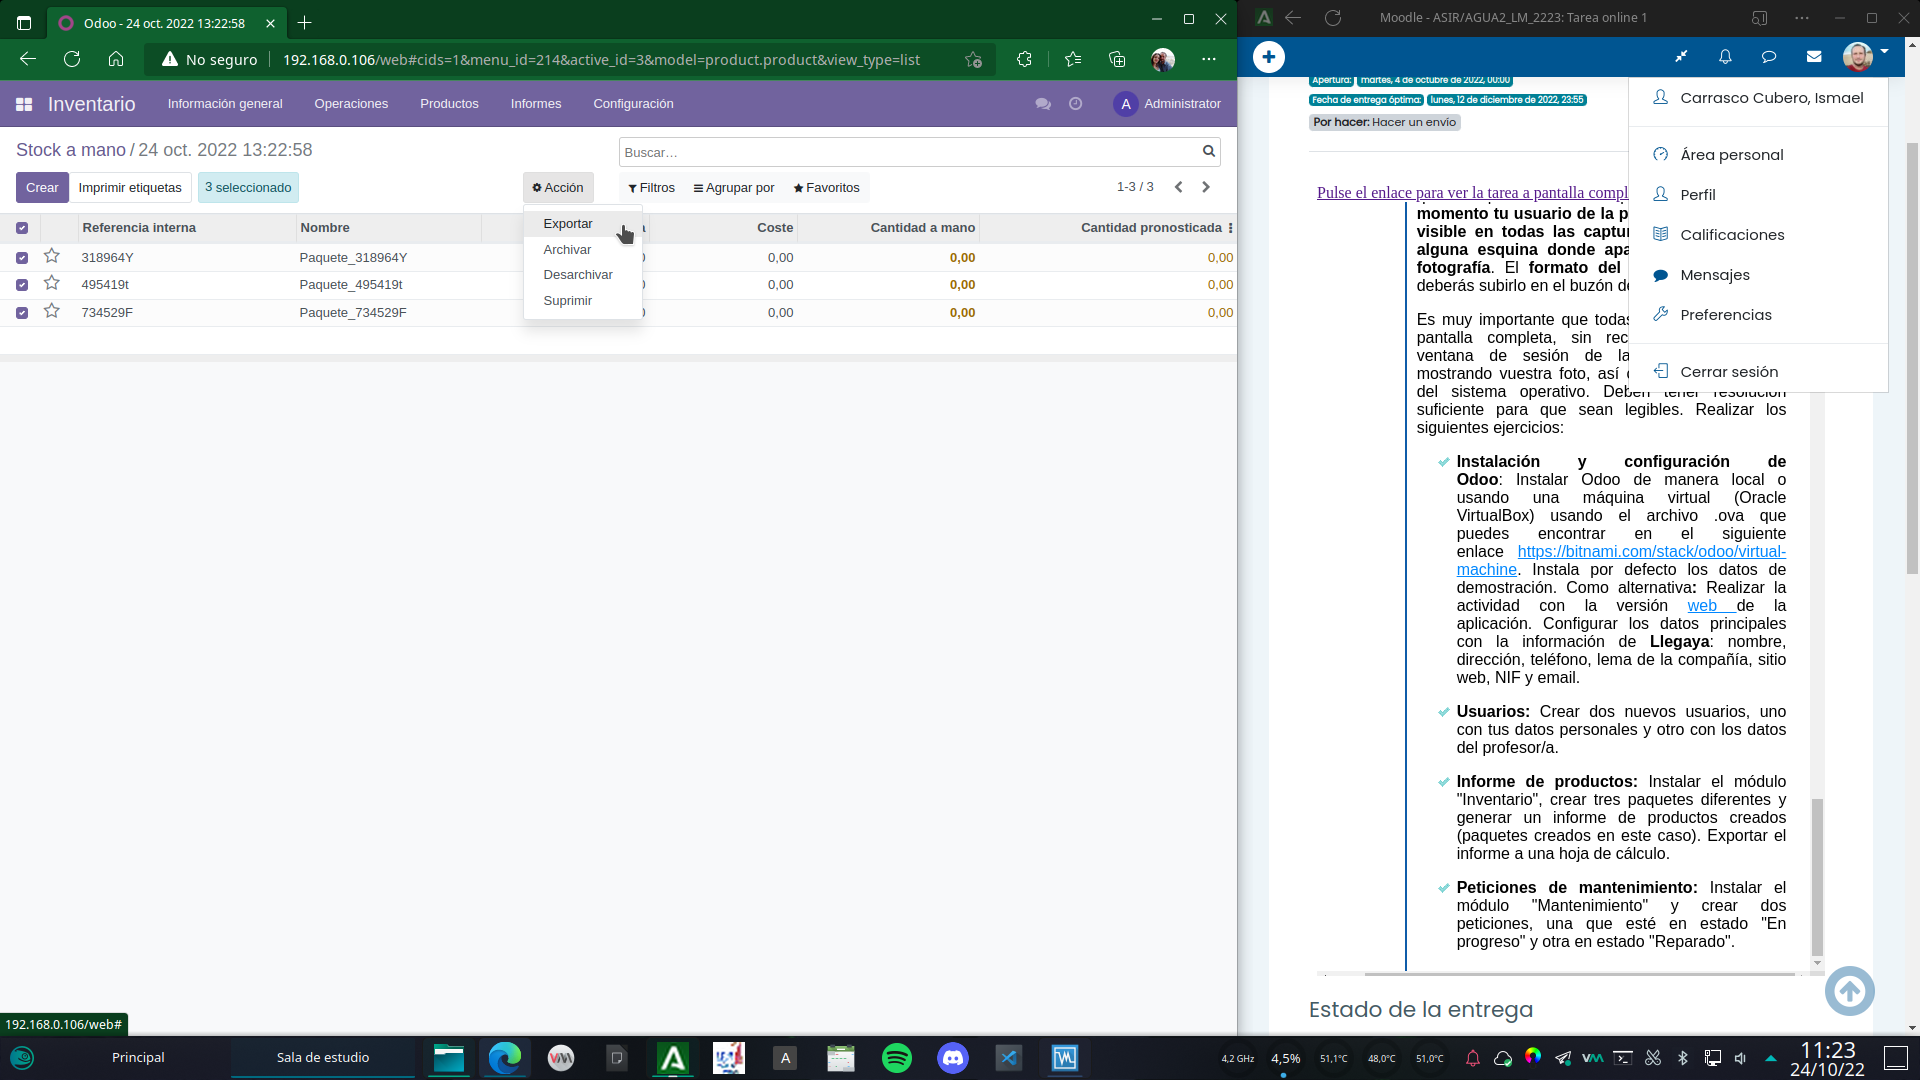 Odoo - 24 oct. 2022 13:22:58
No seguro
192.168.0.106/web#cids=1&menu_id=214&active_id=3&model=product.product&view_type=list
Inventario
Información general
Operaciones
Productos
Informes
Configuración
A
Administrator
Stock a mano / 24 oct. 2022 13:22:58
Buscar...
Crear
Imprimir etiquetas
3 seleccionado
Acción
Filtros
Agrupar por
Favoritos
1-3 / 3
Referencia interna
Nombre
Coste
Cantidad a mano
Cantidad pronosticada
318964Y
Paquete_318964Y
0,00
0,00
0,00
495419t
Paquete_495419t
0,00
0,00
0,00
734529F
Paquete_734529F
0,00
0,00
0,00
Exportar
Archivar
Desarchivar
Suprimir
192.168.0.106/web#
Moodle - ASIR/AGUA2_LM_2223: Tarea online 1
Apertura: martes, 4 de octubre de 2022, 00:00
Fecha de entrega óptima: lunes, 12 de diciembre de 2022, 23:55
Por hacer: Hacer un envío
Pulse el enlace para ver la tarea a pantalla compl
momento tu usuario de la p
visible en todas las captur
alguna esquina donde apa
fotografía. El formato del
deberás subirlo en el buzón de
Es muy importante que todas
pantalla completa, sin rec
ventana de sesión de la
mostrando vuestra foto, así
del sistema operativo. Deben tener resolución
suficiente para que sean legibles. Realizar los
siguientes ejercicios:
Instalación y configuración de
Odoo: Instalar Odoo de manera local o
usando una máquina virtual (Oracle
VirtualBox) usando el archivo .ova que
puedes encontrar en el siguiente
enlace https://bitnami.com/stack/odoo/virtual-
machine. Instala por defecto los datos de
demostración. Como alternativa: Realizar la
actividad con la versión web de la
aplicación. Configurar los datos principales
con la información de Llegaya: nombre,
dirección, teléfono, lema de la compañía, sitio
web, NIF y email.
Usuarios: Crear dos nuevos usuarios, uno
con tus datos personales y otro con los datos
del profesor/a.
Informe de productos: Instalar el módulo
"Inventario", crear tres paquetes diferentes y
generar un informe de productos creados
(paquetes creados en este caso). Exportar el
informe a una hoja de cálculo.
Peticiones de mantenimiento: Instalar el
módulo "Mantenimiento" y crear dos
peticiones, una que esté en estado "En
progreso" y otra en estado "Reparado".
Estado de la entrega
Carrasco Cubero, Ismael
Área personal
Perfil
Calificaciones
Mensajes
Preferencias
Cerrar sesión
Principal
Sala de estudio
A
4,2 GHz
4,5%
51,1°C
48,0°C
51,0°C
11:23
24/10/22